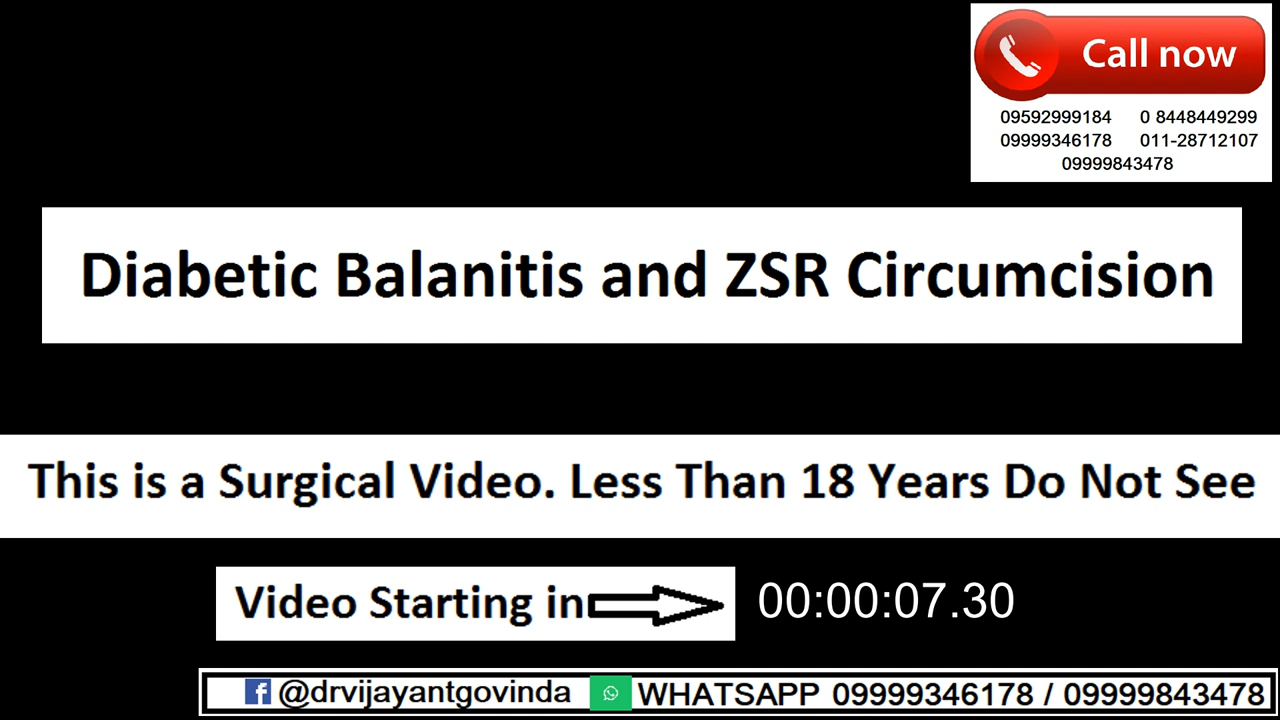 Call now
09592999184 0 8448449299
09999346178 011-28712107
09999843478
Diabetic Balanitis and ZSR Circumcision
This is a Surgical Video. Less Than 18 Years Do Not See
Video Starting in 00:00:07.30
@drvijayantgovinda WHATSAPP 09999346178 / 09999843478